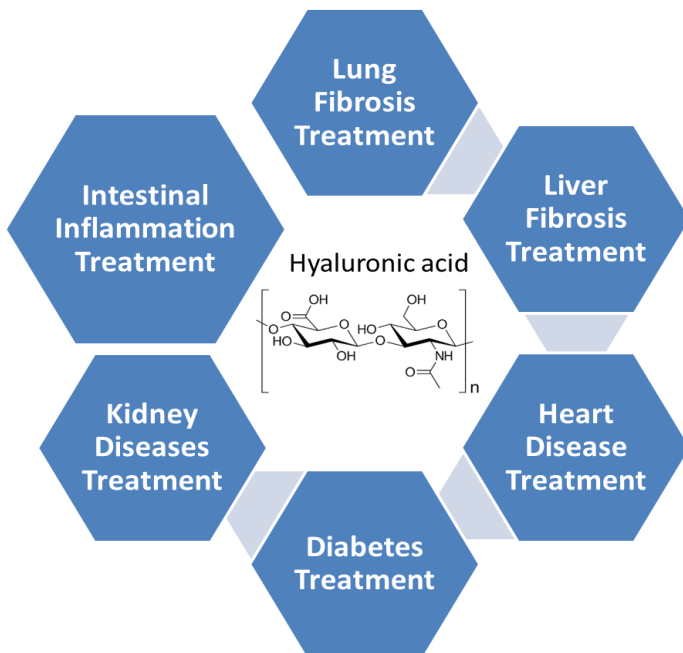 Lung
Fibrosis
Treatment
Liver
Fibrosis
Treatment
Intestinal
Inflammation
Treatment
Hyaluronic acid
O
OH
O
HO
HO
OH
O
OH
O
HO
O
NH
O
O
n
Kidney
Diseases
Treatment
Heart
Disease
Treatment
Diabetes
Treatment